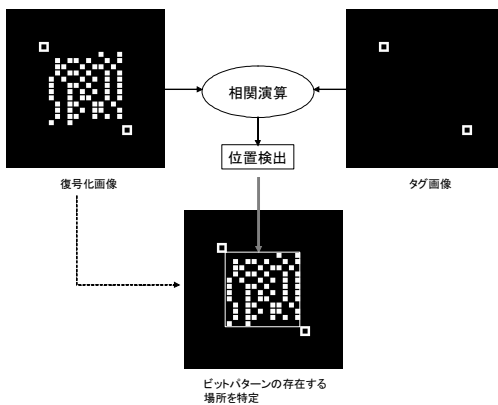 相関演算
位置検出
復号化画像
タグ画像
ビットパターンの存在する
場所を特定